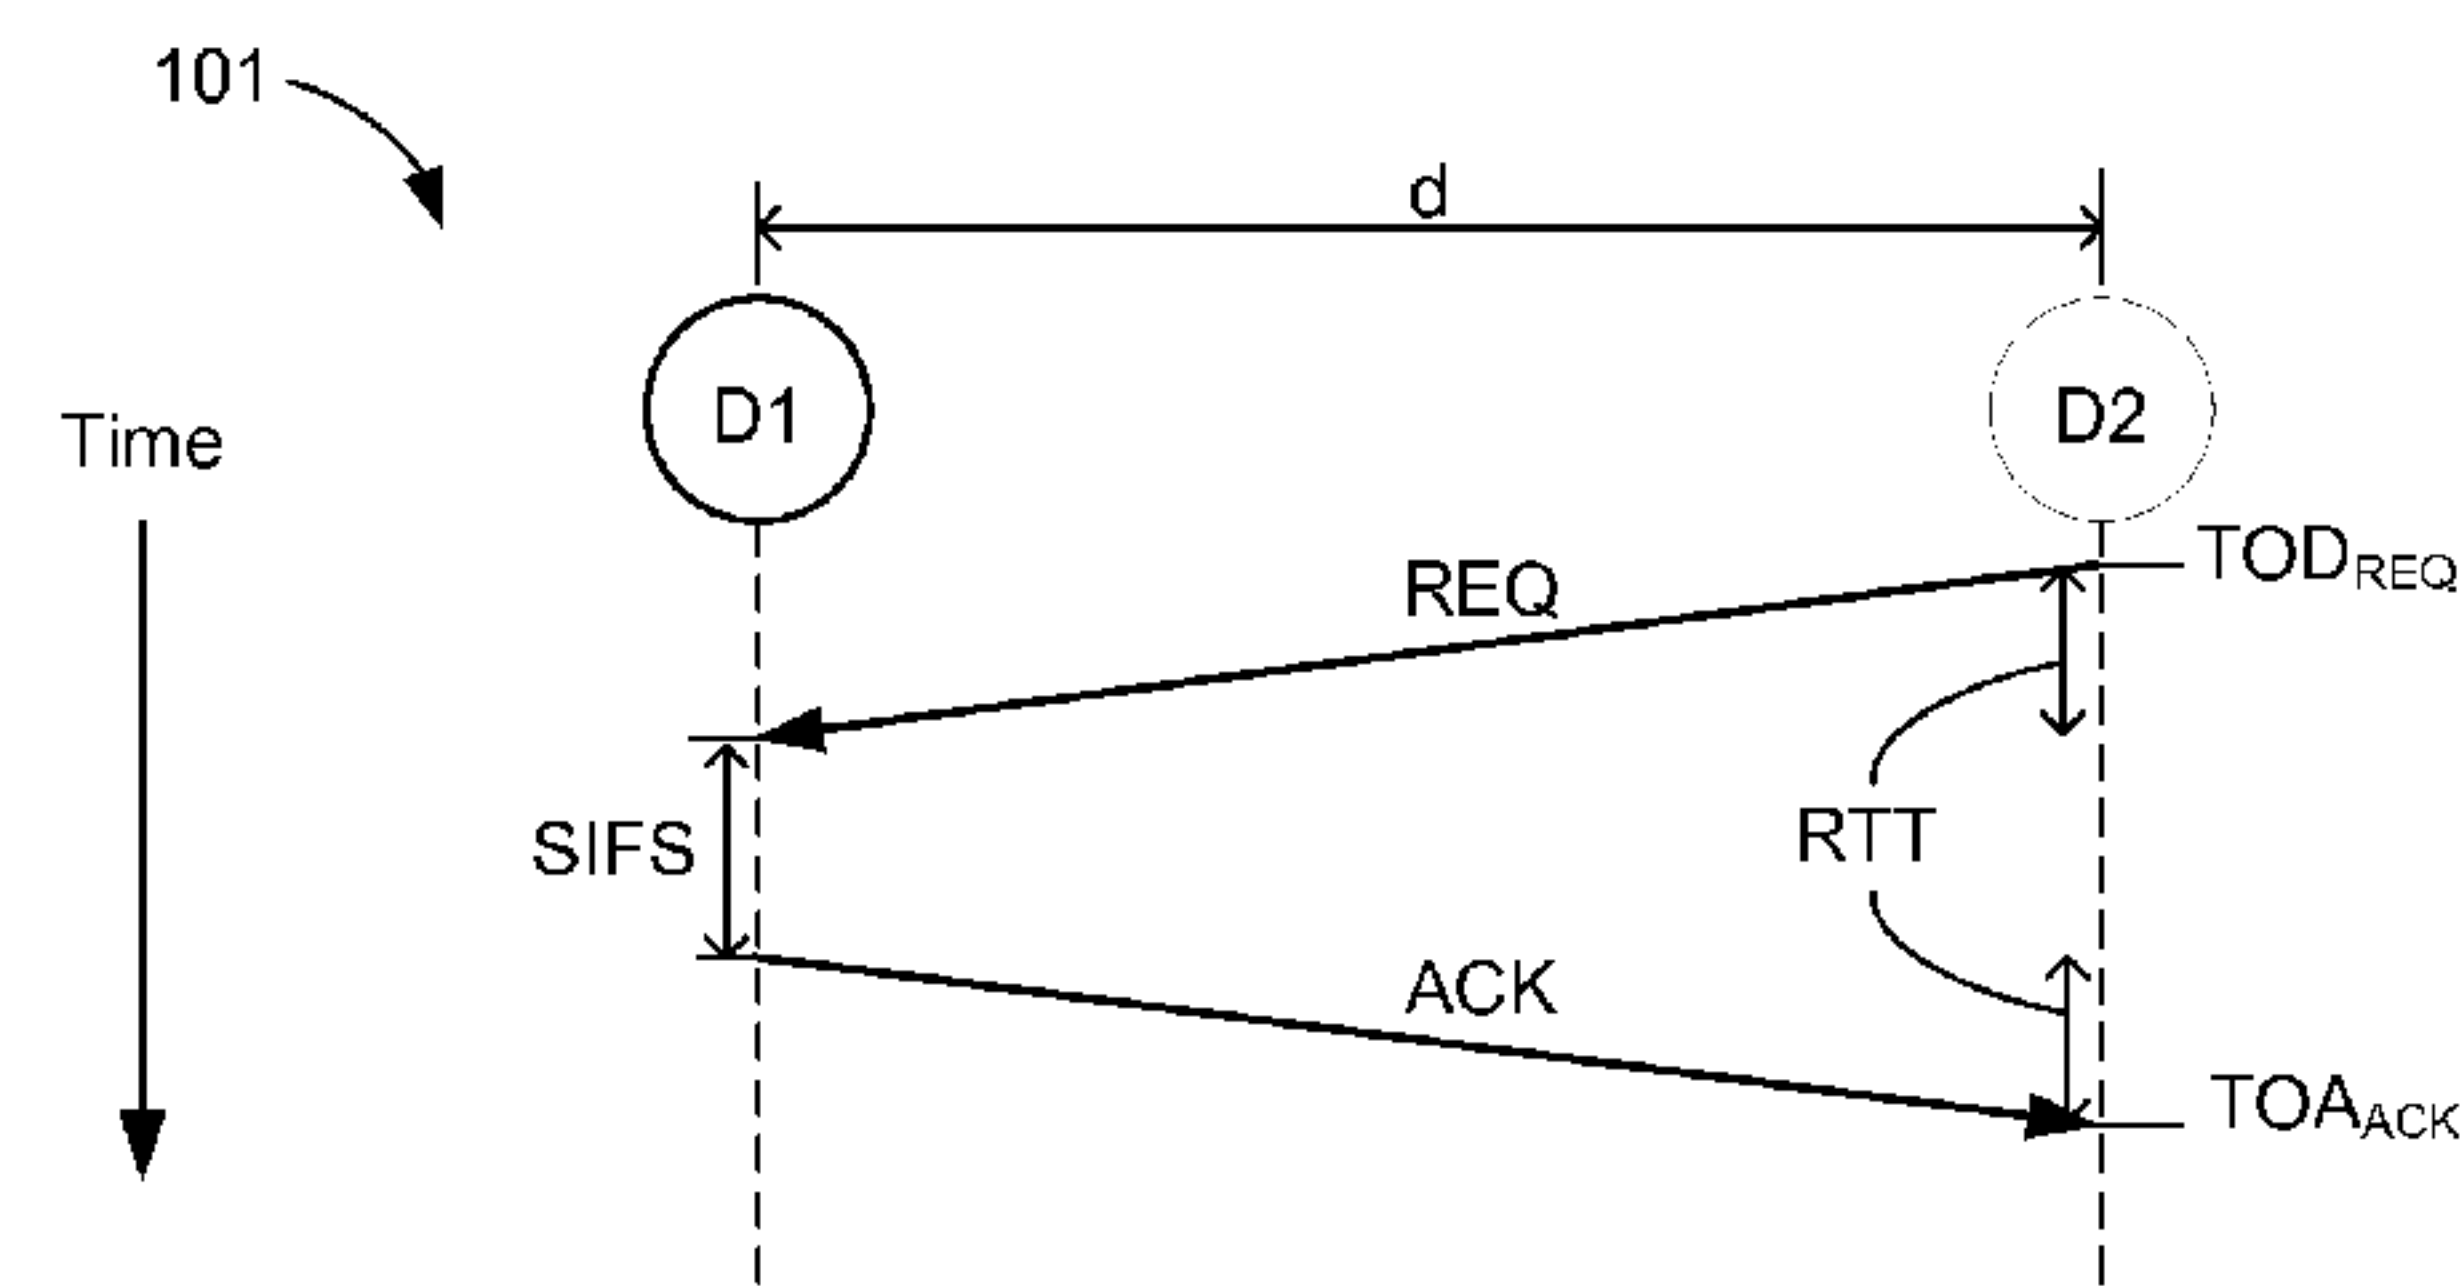 101
d
D1
D2
Time
TODREQ
REQ
RTT
SIFS
ACK
TOAACK